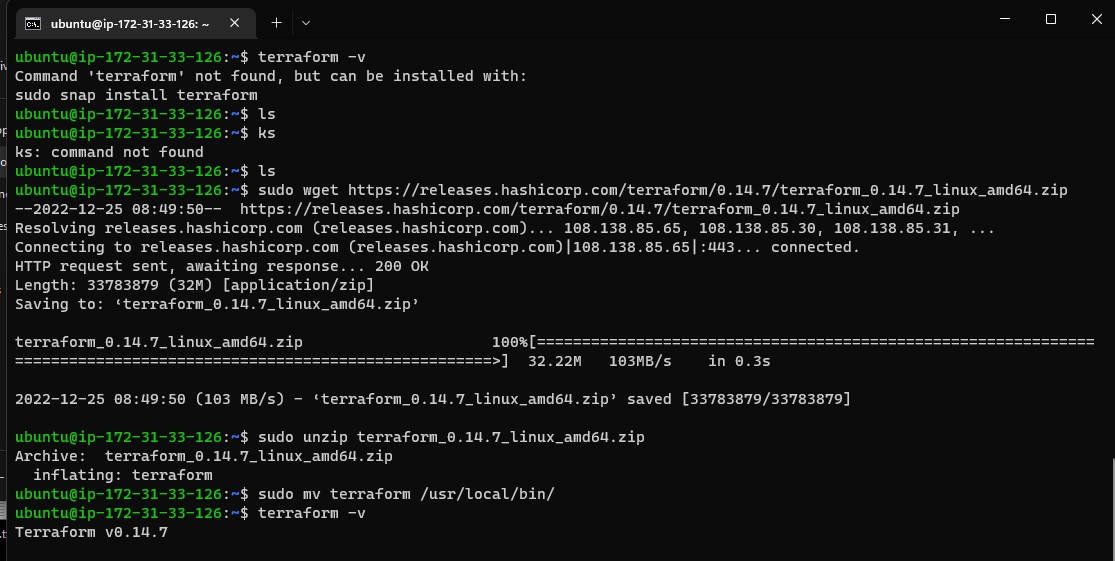 ubuntu@ip-172-31-33-126: ~
ubuntu@ip-172-31-33-126:~$ terraform -v
Command 'terraform' not found, but can be installed with:
sudo snap install terraform
ubuntu@ip-172-31-33-126:~$ ls
ubuntu@ip-172-31-33-126:~$ ks
ks: command not found
ubuntu@ip-172-31-33-126:~$ ls
ubuntu@ip-172-31-33-126:~$ sudo wget https://releases.hashicorp.com/terraform/0.14.7/terraform_0.14.7_linux_amd64.zip
--2022-12-25 08:49:50--  https://releases.hashicorp.com/terraform/0.14.7/terraform_0.14.7_linux_amd64.zip
Resolving releases.hashicorp.com (releases.hashicorp.com)... 108.138.85.65, 108.138.85.30, 108.138.85.31, ...
Connecting to releases.hashicorp.com (releases.hashicorp.com)|108.138.85.65|:443... connected.
HTTP request sent, awaiting response... 200 OK
Length: 33783879 (32M) [application/zip]
Saving to: ‘terraform_0.14.7_linux_amd64.zip’
terraform_0.14.7_linux_amd64.zip                     100%[==============================================================
=====================================================>]  32.22M   103MB/s    in 0.3s
2022-12-25 08:49:50 (103 MB/s) - ‘terraform_0.14.7_linux_amd64.zip’ saved [33783879/33783879]
ubuntu@ip-172-31-33-126:~$ sudo unzip terraform_0.14.7_linux_amd64.zip
Archive:  terraform_0.14.7_linux_amd64.zip
  inflating: terraform
ubuntu@ip-172-31-33-126:~$ sudo mv terraform /usr/local/bin/
ubuntu@ip-172-31-33-126:~$ terraform -v
Terraform v0.14.7